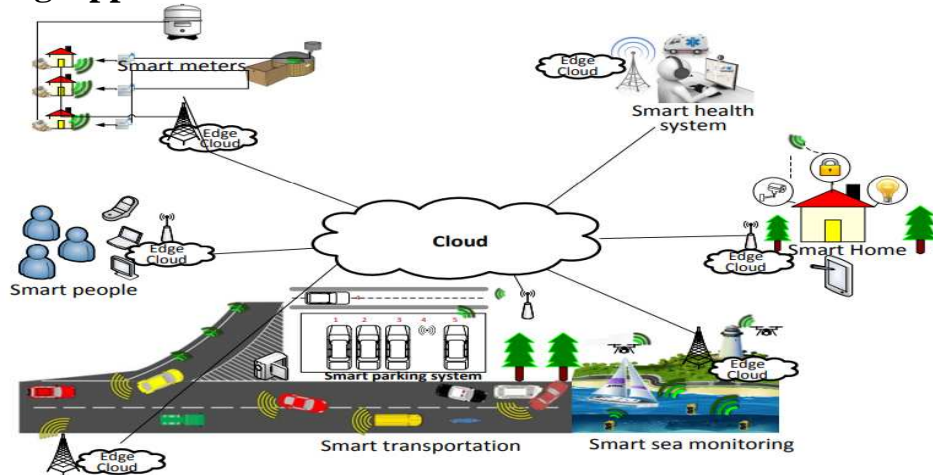 Smart meters
Edge
Cloud
Edge
Cloud
Smart health
system
Cloud
Edge
Cloud
Smart people
Edge
Cloud
Smart Home
1 2 3 4 5
Smart parking system
Edge
Cloud
Smart transportation
Smart sea monitoring
Edge
Cloud